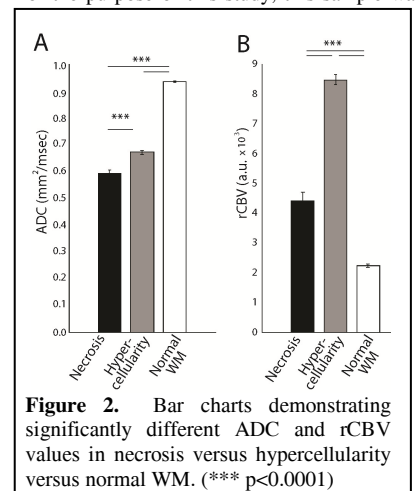 A
B
***
***
***
ADC (mm²/msec)
1.0
0.9
0.8
0.7
0.6
0.5
0.4
0.3
0.2
0.1
0.0
Necrosis
Hyper-
cellularity
Normal
WM
rCBV (a.u. x 10³)
9
8
7
6
5
4
3
2
1
0
Necrosis
Hyper-
cellularity
Normal
WM
Figure 2. Bar charts demonstrating
significantly different ADC and rCBV
values in necrosis versus hypercellularity
versus normal WM. (*** p<0.0001)